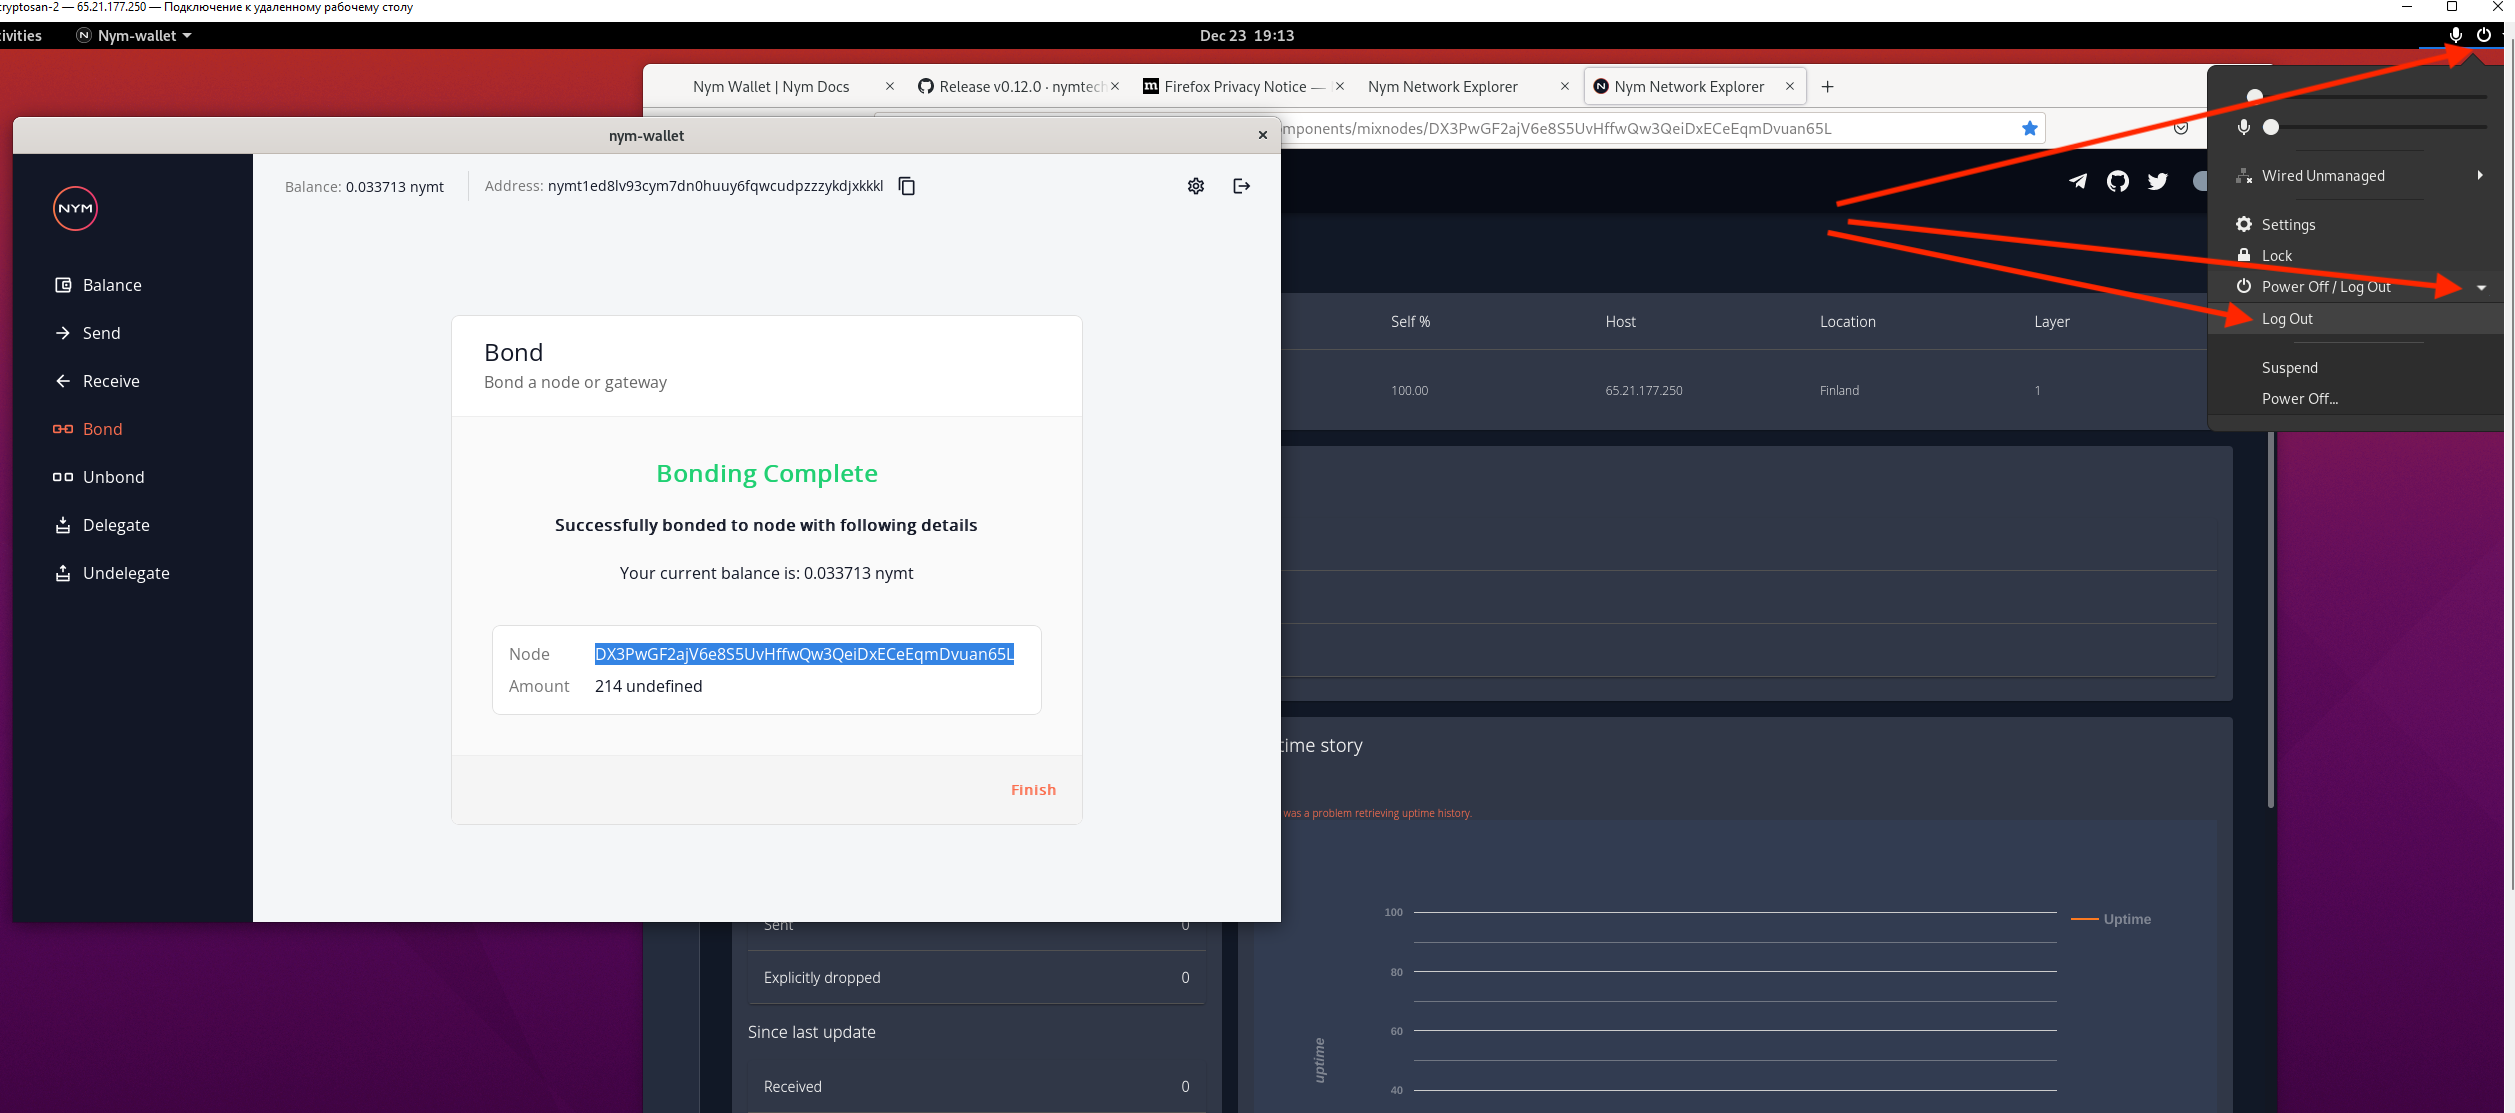 cryptosan-2 — 65.21.177.250 — Подключение к удаленному рабочему столу
ivities Nym-wallet Dec 23 19:13
Nym Wallet | Nym Docs
Release v0.12.0 · nymtech
Firefox Privacy Notice —
Nym Network Explorer
Nym Network Explorer
mponents/mixnodes/DX3PwGF2ajV6e8S5UvHffwQw3QeiDxECeEqmDvuan65L
nym-wallet
Balance: 0.033713 nymt
Address: nymt1ed8lv93cym7dn0huuy6fqwcudpzzzykdjxkkkl
NYM
Balance
Send
Receive
Bond
Unbond
Delegate
Undelegate
Bond
Bond a node or gateway
Bonding Complete
Successfully bonded to node with following details
Your current balance is: 0.033713 nymt
Node DX3PwGF2ajV6e8S5UvHffwQw3QeiDxECeEqmDvuan65L
Amount 214 undefined
Finish
Self % Host Location Layer
100.00 65.21.177.250 Finland 1
time story
was a problem retrieving uptime history.
100
80
60
40
uptime
Uptime
Sent 0
Explicitly dropped 0
Since last update
Received 0
Wired Unmanaged
Settings
Lock
Power Off / Log Out
Log Out
Suspend
Power Off...